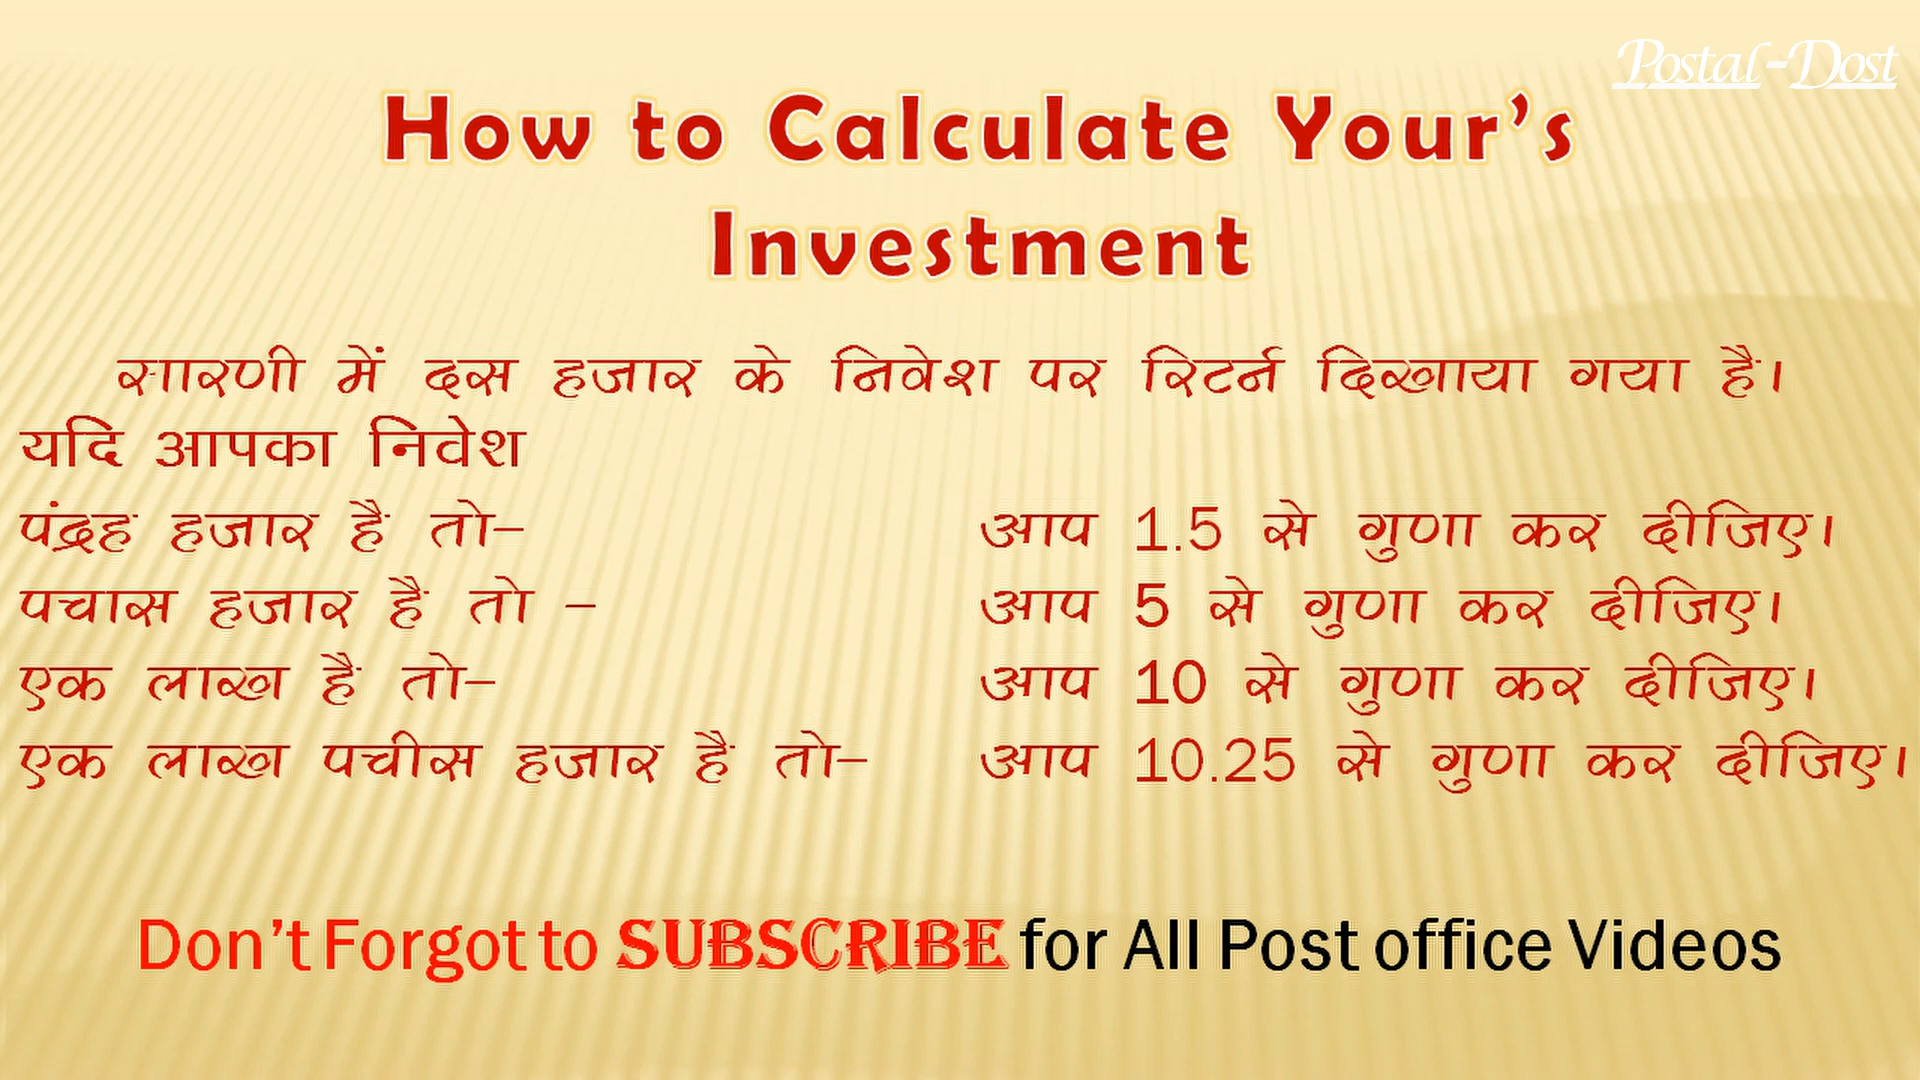 Postal-Dost
How to Calculate Your’s
Investment
सारणी में दस हजार के निवेश पर रिटर्न दिखाया गया है।
यदि आपका निवेश
पंद्रह हजार है तो– आप 1.5 से गुणा कर दीजिए।
पचास हजार है तो – आप 5 से गुणा कर दीजिए।
एक लाख है तो– आप 10 से गुणा कर दीजिए।
एक लाख पचीस हजार है तो– आप 10.25 से गुणा कर दीजिए।
Don’t Forgot to SUBSCRIBE for All Post office Videos